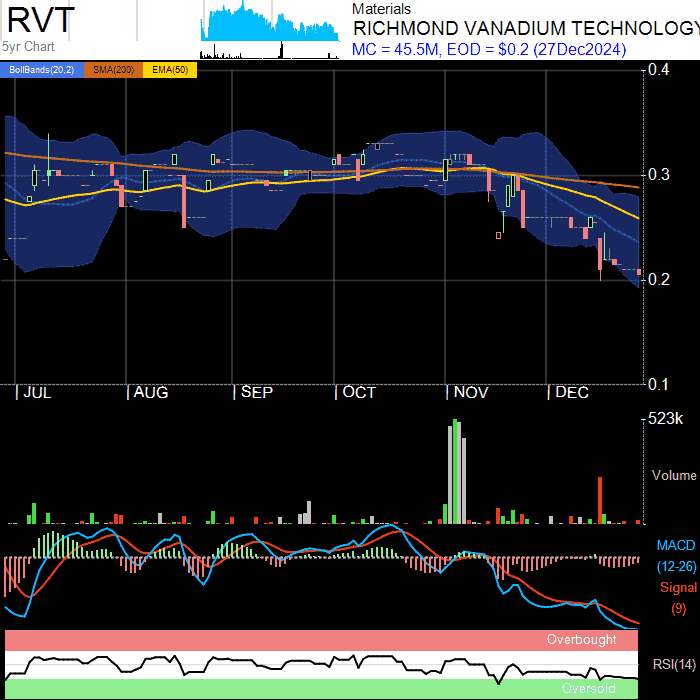 RVT
5yr Chart
Materials
RICHMOND VANADIUM TECHNOLOGY
MC = 45.5M, EOD = $0.2 (27Dec2024)
BollBands(20,2) SMA(200) EMA(50)
0.4
0.3
0.2
0.1
JUL AUG SEP OCT NOV DEC
523k
Volume
MACD
(12-26)
Signal
(9)
Overbought
RSI(14)
Oversold